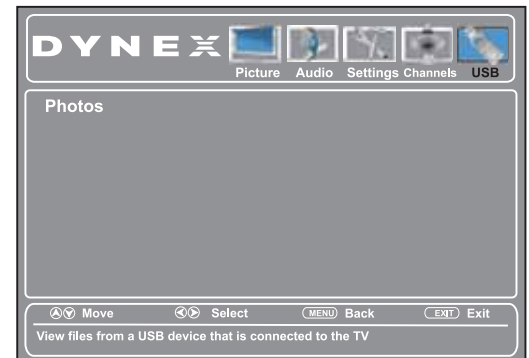 DYNEX
Picture Audio Settings Channels USB
Photos
Move Select MENU Back EXIT Exit
View files from a USB device that is connected to the TV